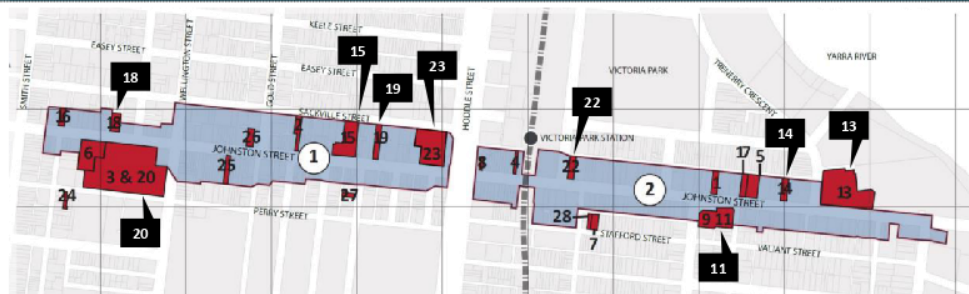 KEELE STREET
EASEY STREET
EASEY STREET
SMITH STREET
WELLINGTON STREET
GOLD STREET
SACKVILLE STREET
HODDLE STREET
JOHNSTON STREET
PERRY STREET
VICTORIA PARK
VICTORIA PARK STATION
TRENERRY CRESCENT
YARRA RIVER
JOHNSTON STREET
STAFFORD STREET
VALIANT STREET
15
18
19
23
22
14
13
20
11
1
2
16
18
26
15
19
23
6
3 & 20
25
24
27
4
22
28
7
17
5
14
13
9
11